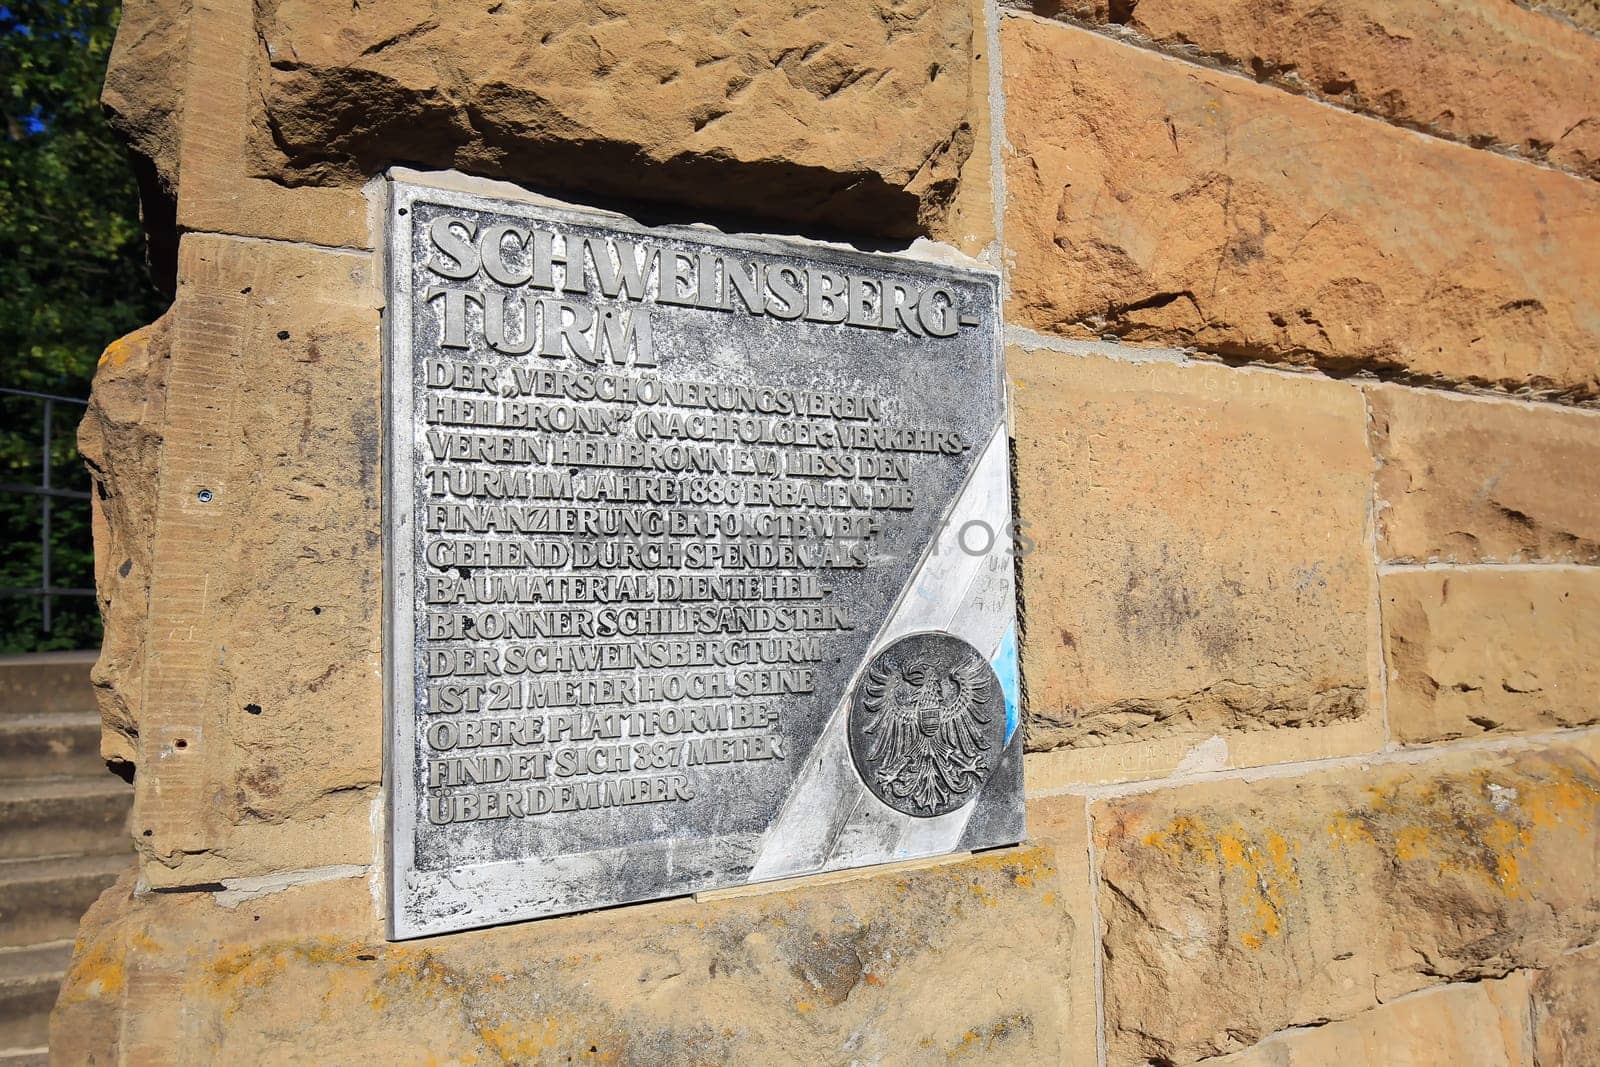 SCHWEINSBERG-
TURM
DER „VERSCHÖNERUNGSVEREIN
HEILBRONN” (NACHFOLGER: VERKEHRS-
VEREIN HEILBRONN E.V.) LIESS DEN
TURM IM JAHRE 1886 ERBAUEN. DIE
FINANZIERUNG ERFOLGTE WEIT-
GEHEND DURCH SPENDEN. ALS
BAUMATERIAL DIENTE HEIL-
BRONNER SCHILFSANDSTEIN.
DER SCHWEINSBERGTURM
IST 21 METER HOCH. SEINE
OBERE PLATTFORM BE-
FINDET SICH 387 METER
ÜBER DEM MEER.